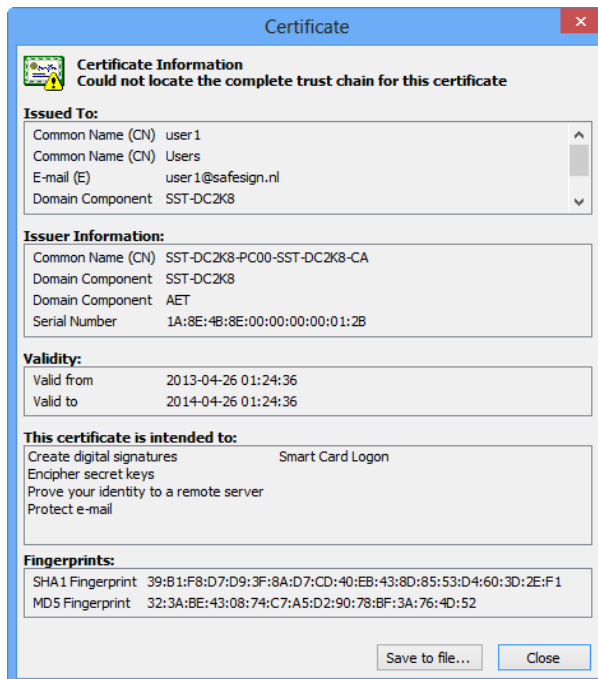 Certificate
Certificate Information
Could not locate the complete trust chain for this certificate
Issued To:
Common Name (CN) user1
Common Name (CN) Users
E-mail (E) user1@safesign.nl
Domain Component SST-DC2K8
Issuer Information:
Common Name (CN) SST-DC2K8-PC00-SST-DC2K8-CA
Domain Component SST-DC2K8
Domain Component AET
Serial Number 1A:8E:4B:8E:00:00:00:00:01:2B
Validity:
Valid from 2013-04-26 01:24:36
Valid to 2014-04-26 01:24:36
This certificate is intended to:
Create digital signatures Smart Card Logon
Encipher secret keys
Prove your identity to a remote server
Protect e-mail
Fingerprints:
SHA1 Fingerprint 39:B1:F8:D7:D9:3F:8A:D7:CD:40:EB:43:8D:85:53:D4:60:3D:2E:F1
MD5 Fingerprint 32:3A:BE:43:08:74:C7:A5:D2:90:78:BF:3A:76:4D:52
Save to file... Close